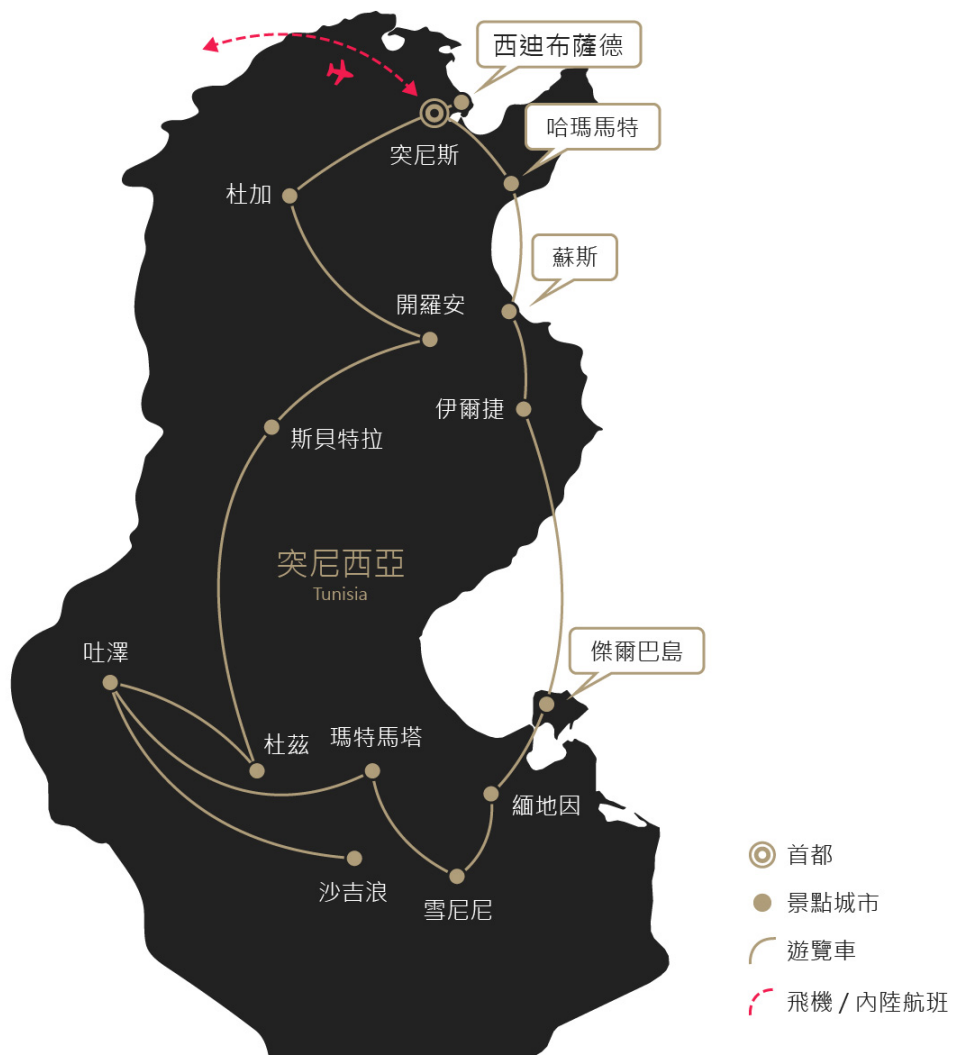 西迪布薩德
哈瑪馬特
突尼斯
杜加
蘇斯
開羅安
伊爾捷
斯貝特拉
突尼西亞
Tunisia
傑爾巴島
吐澤
杜茲
瑪特馬塔
緬地因
沙吉浪
雪尼尼
首都
景點城市
遊覽車
飛機 / 內陸航班